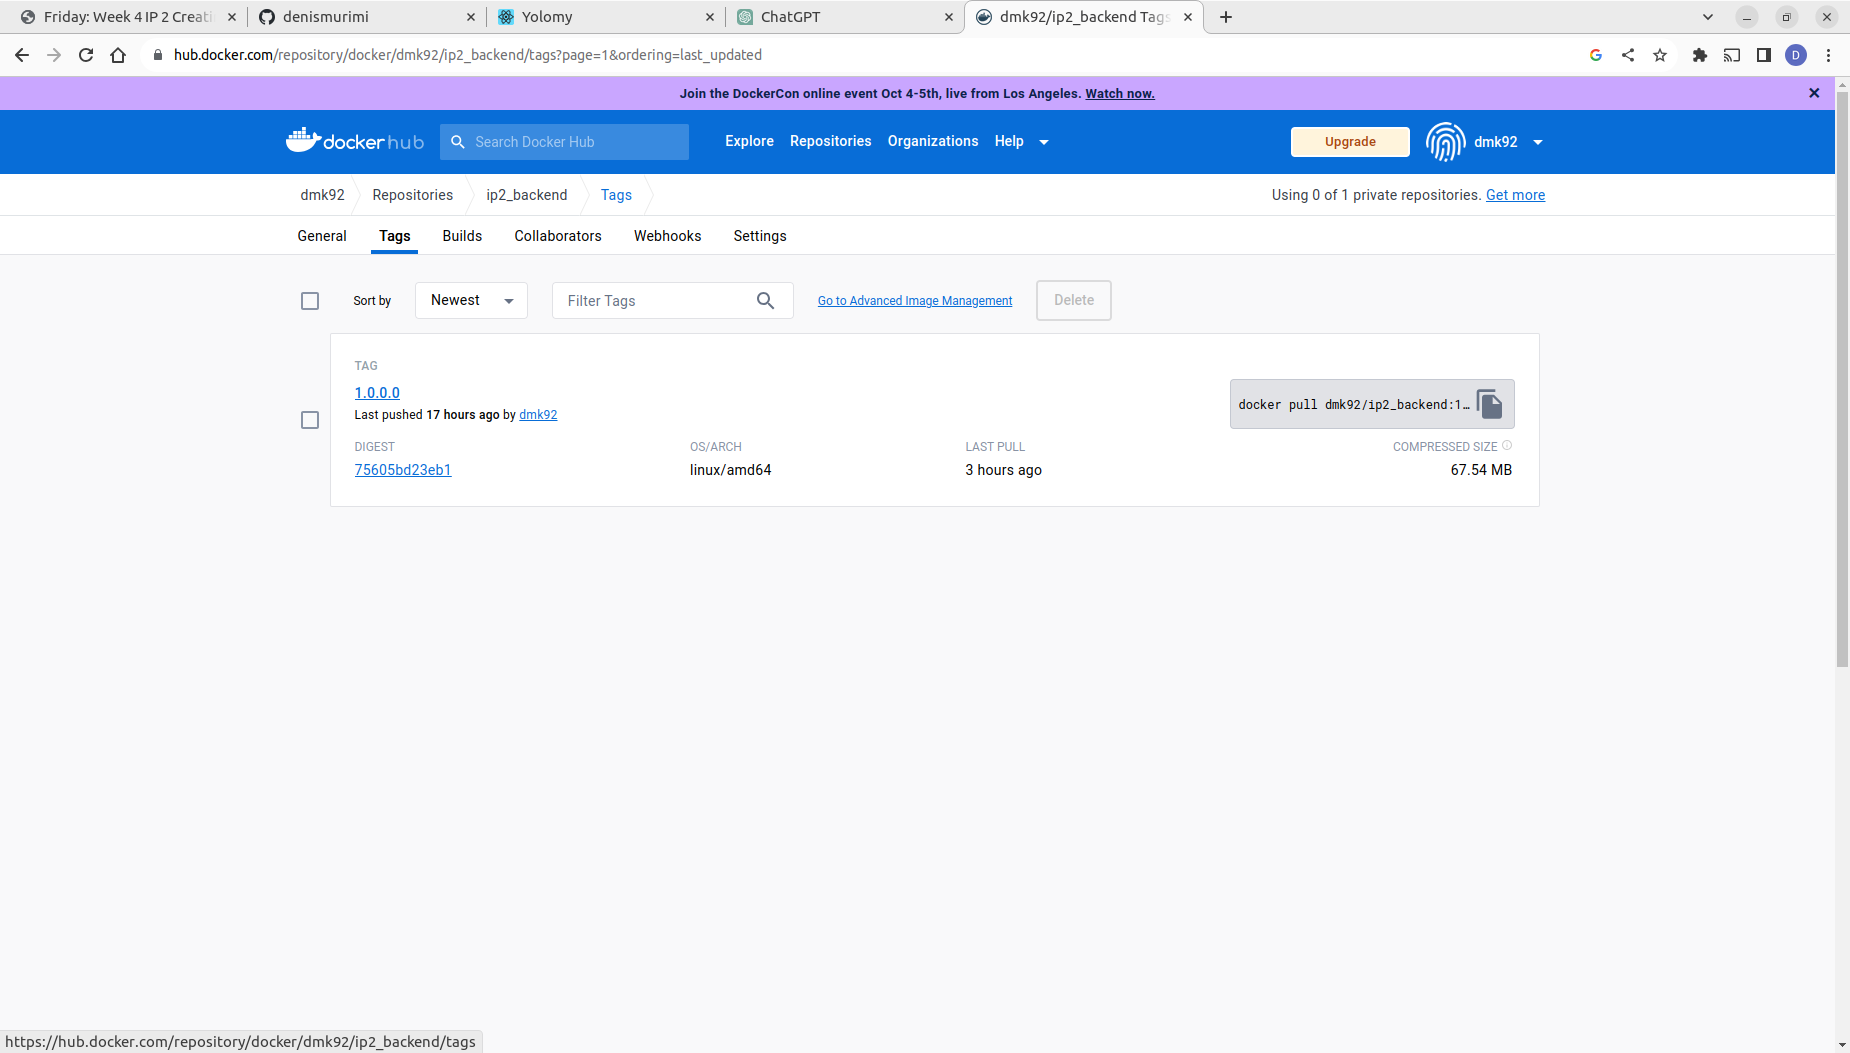 Friday: Week 4 IP 2 Creati
denismurimi
Yolomy
ChatGPT
dmk92/ip2_backend Tags
hub.docker.com/repository/docker/dmk92/ip2_backend/tags?page=1&ordering=last_updated
D
Join the DockerCon online event Oct 4-5th, live from Los Angeles. Watch now.
dockerhub
Search Docker Hub
Explore
Repositories
Organizations
Help
Upgrade
dmk92
dmk92
Repositories
ip2_backend
Tags
Using 0 of 1 private repositories. Get more
General
Tags
Builds
Collaborators
Webhooks
Settings
Sort by
Newest
Filter Tags
Go to Advanced Image Management
Delete
TAG
1.0.0.0
Last pushed 17 hours ago by dmk92
docker pull dmk92/ip2_backend:1…
DIGEST
OS/ARCH
LAST PULL
COMPRESSED SIZE
75605bd23eb1
linux/amd64
3 hours ago
67.54 MB
https://hub.docker.com/repository/docker/dmk92/ip2_backend/tags